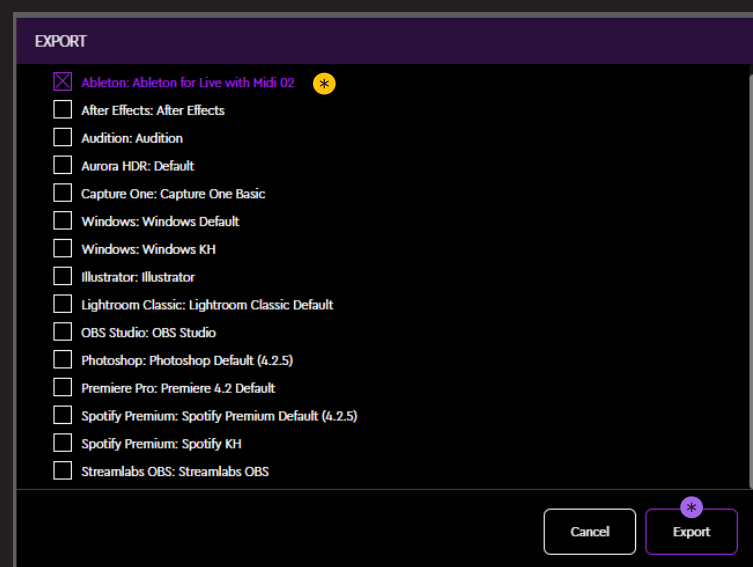 EXPORT
Ableton: Ableton for Live with Midi 02
After Effects: After Effects
Audition: Audition
Aurora HDR: Default
Capture One: Capture One Basic
Windows: Windows Default
Windows: Windows KH
Illustrator: Illustrator
Lightroom Classic: Lightroom Classic Default
OBS Studio: OBS Studio
Photoshop: Photoshop Default (4.2.5)
Premiere Pro: Premiere 4.2 Default
Spotify Premium: Spotify Premium Default (4.2.5)
Spotify Premium: Spotify KH
Streamlabs OBS: Streamlabs OBS
Cancel Export